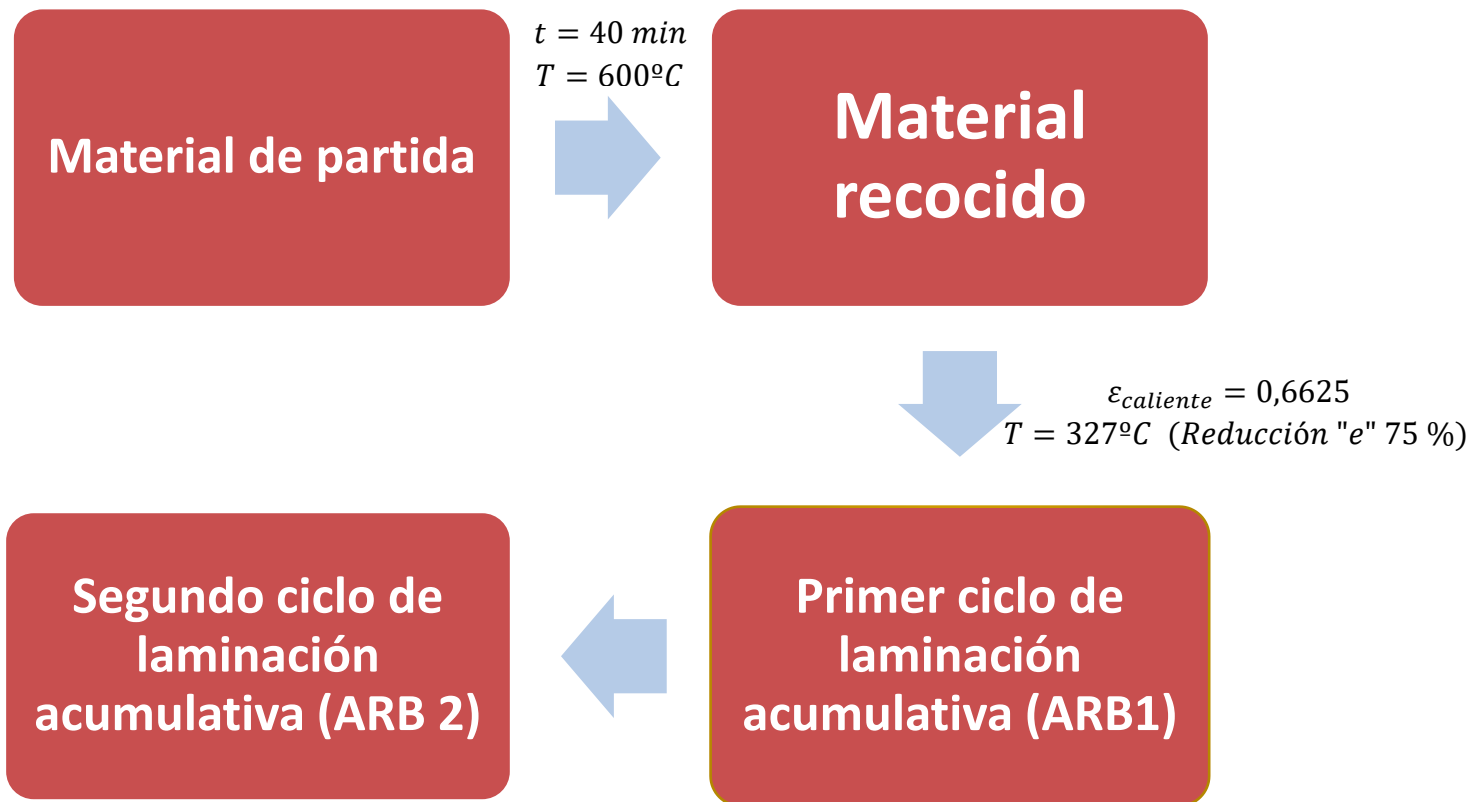 Material de partida
t = 40 min
T = 600ºC
Material
recocido
ε_caliente = 0,6625
T = 327ºC (Reducción "e" 75 %)
Primer ciclo de
laminación
acumulativa (ARB1)
Segundo ciclo de
laminación
acumulativa (ARB 2)